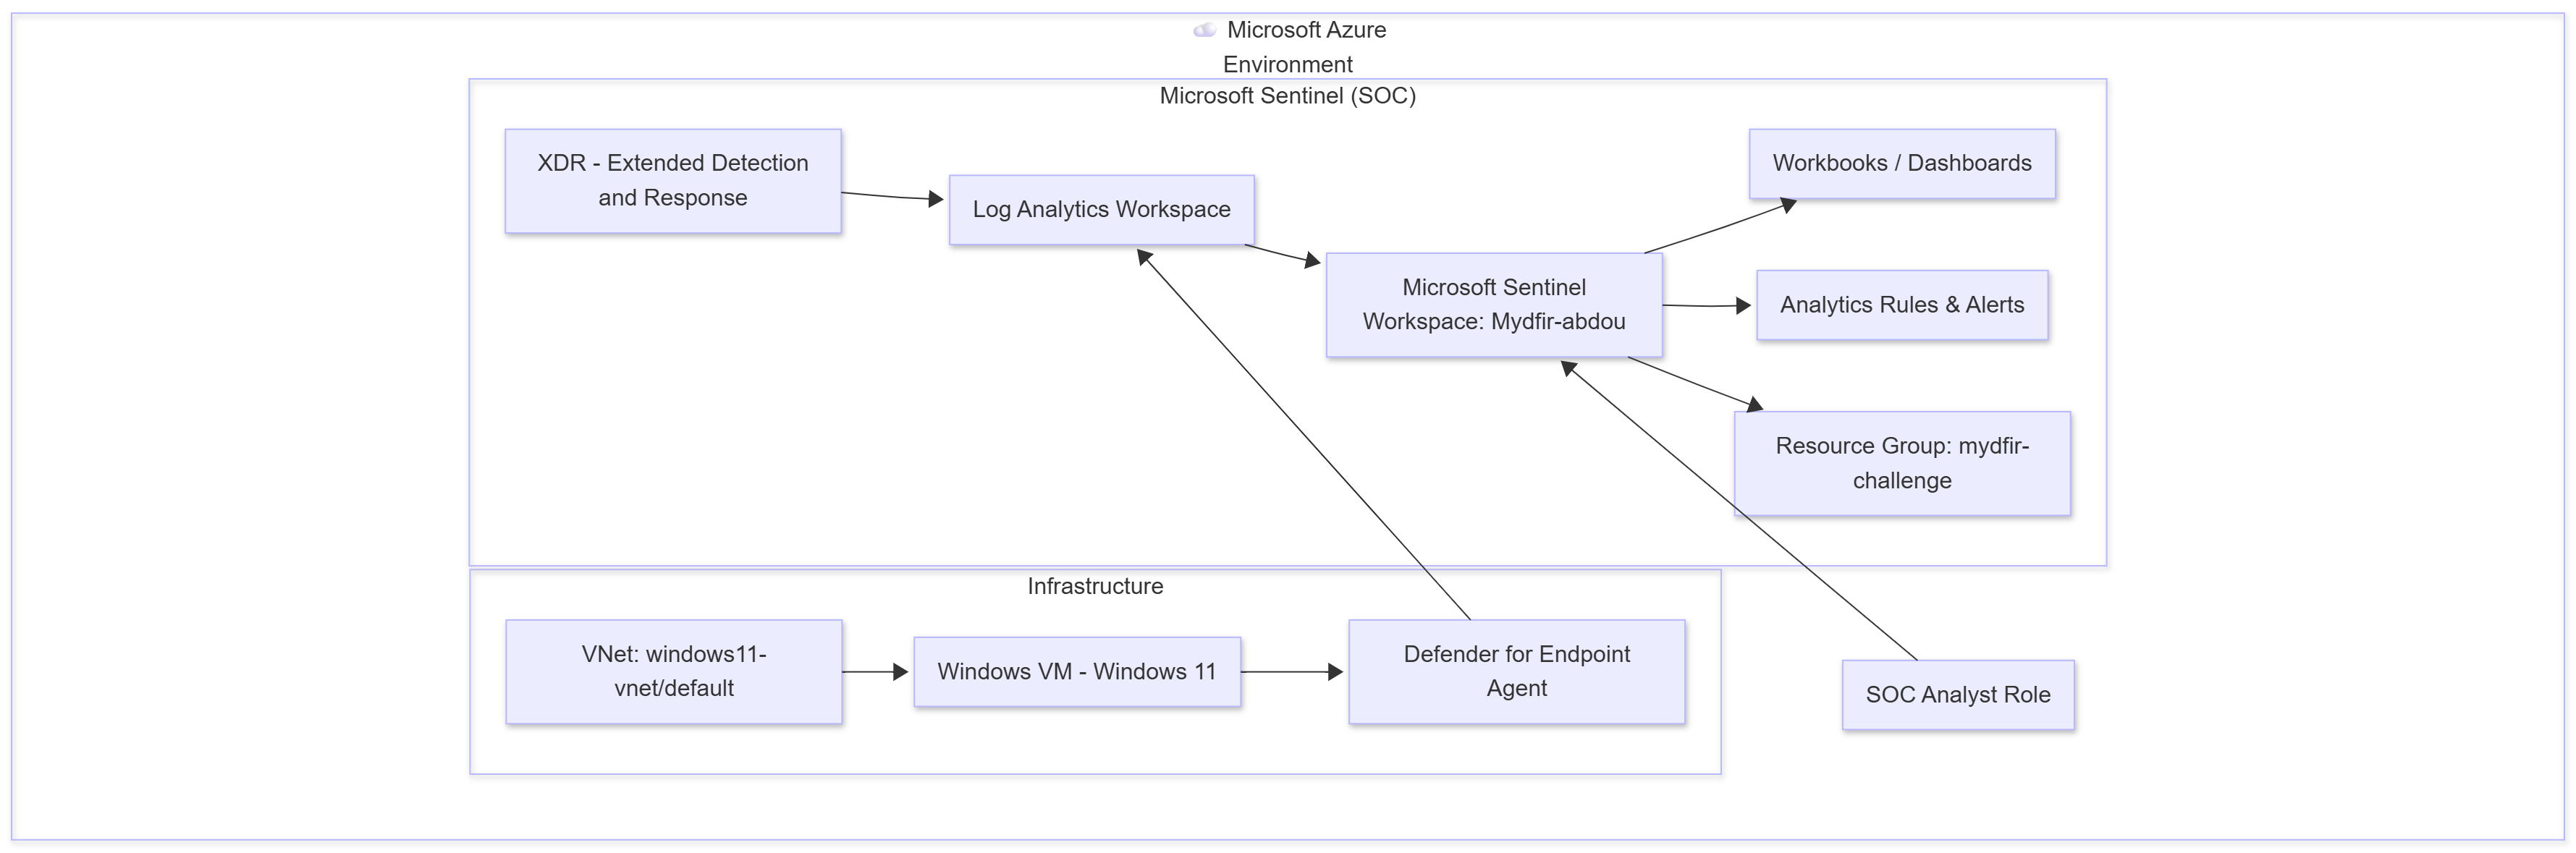 Microsoft Azure
Environment
Microsoft Sentinel (SOC)
XDR - Extended Detection
and Response
Log Analytics Workspace
Microsoft Sentinel
Workspace: Mydfir-abdou
Workbooks / Dashboards
Analytics Rules & Alerts
Resource Group: mydfir-
challenge
Infrastructure
VNet: windows11-
vnet/default
Windows VM - Windows 11
Defender for Endpoint
Agent
SOC Analyst Role